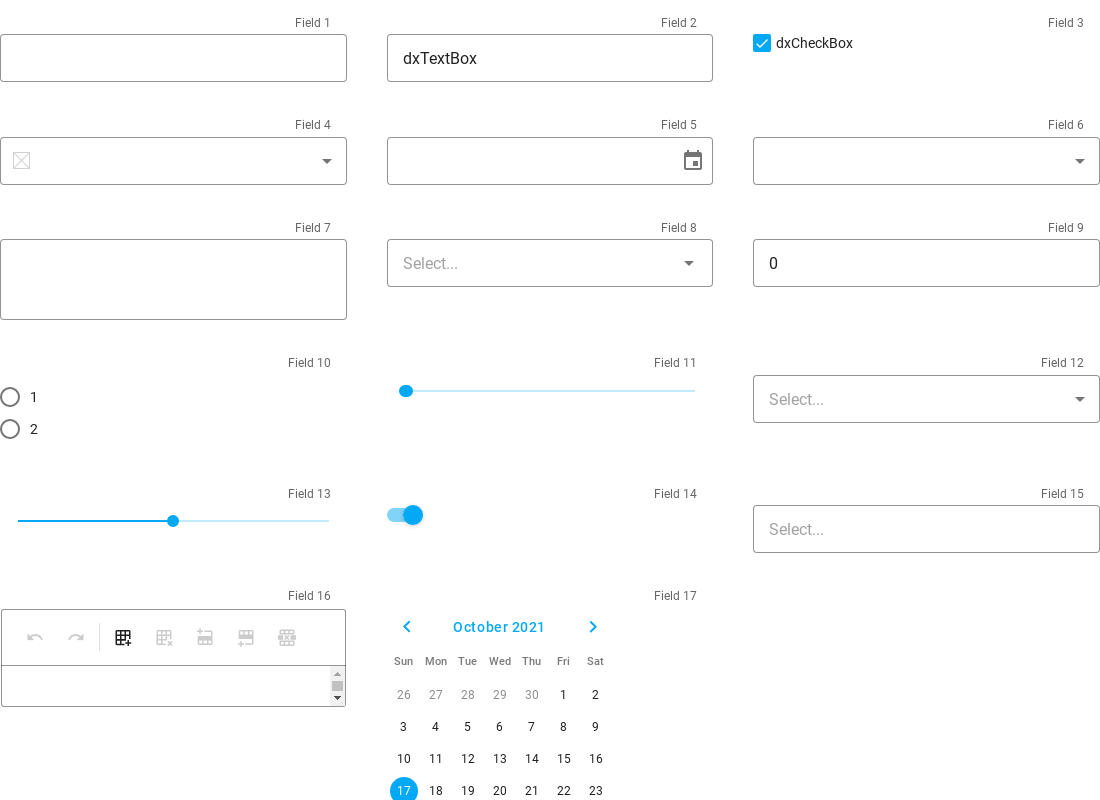 Field 1
Field 2
dxTextBox
Field 3
dxCheckBox
Field 4
Field 5
Field 6
Field 7
Field 8
Select...
Field 9
0
Field 10
1
2
Field 11
Field 12
Select...
Field 13
Field 14
Field 15
Select...
Field 16
Field 17
October 2021
Sun Mon Tue Wed Thu Fri Sat
26 27 28 29 30 1 2
3 4 5 6 7 8 9
10 11 12 13 14 15 16
17 18 19 20 21 22 23